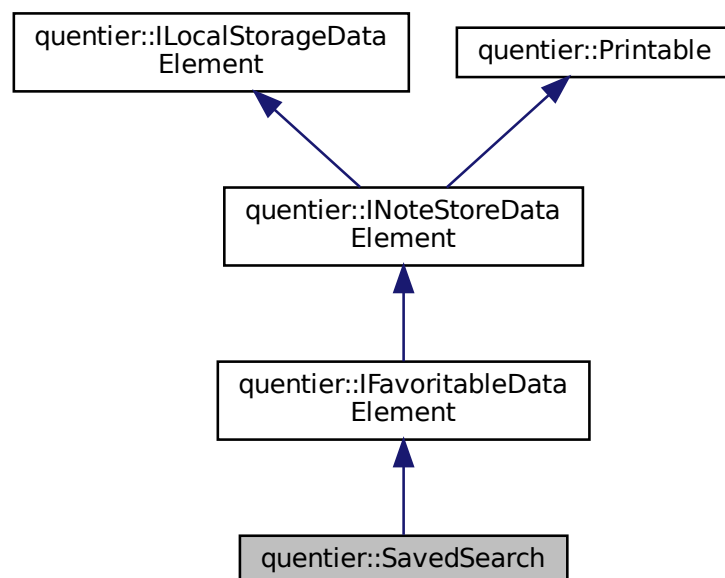 quentier::ILocalStorageData
Element
quentier::Printable
quentier::INoteStoreData
Element
quentier::IFavoritableData
Element
quentier::SavedSearch